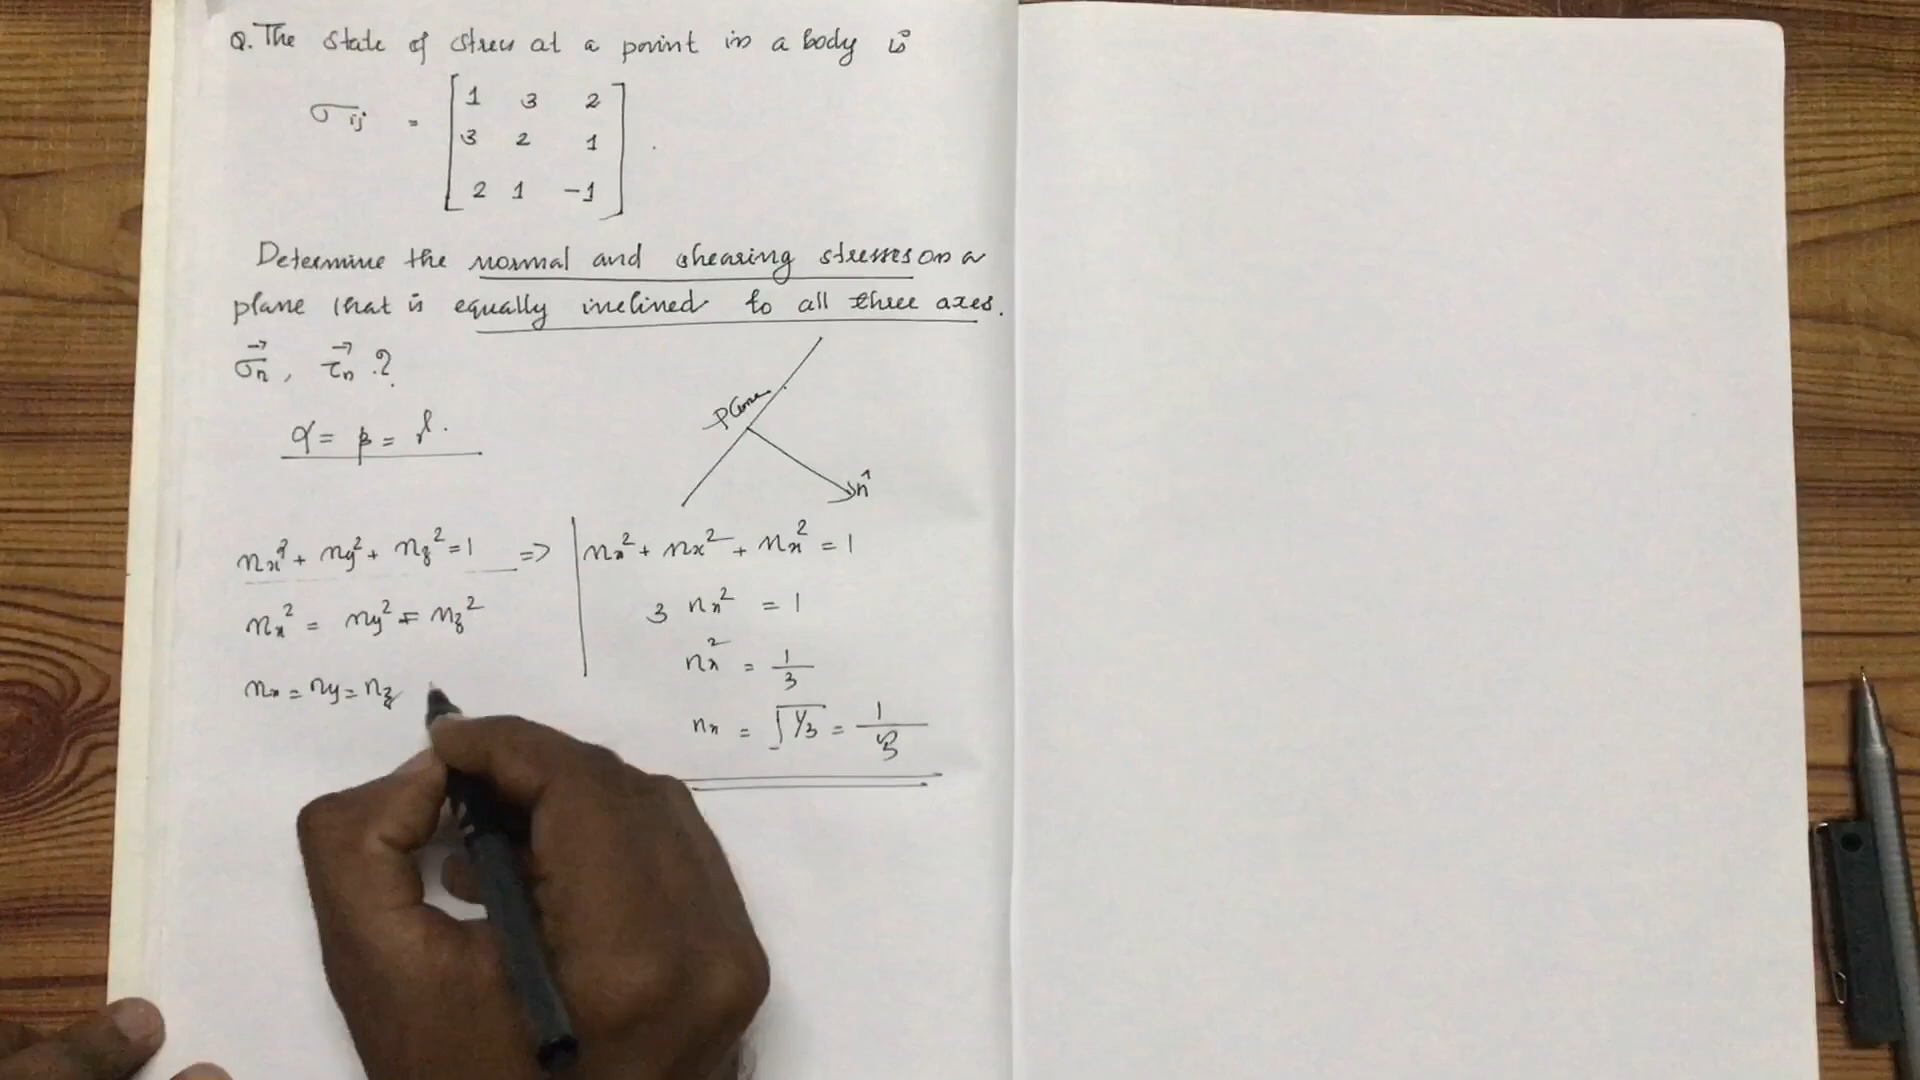 Q. The state of stress at a point in a body is
σij = [1 3 2
3 2 1
2 1 -1].
Determine the normal and shearing stresses on a
plane that is equally inclined to all three axes.
σn, τn ?
plane
α = β = γ.
n̂
nx² + ny² + nz² = 1 => nx² + nx² + nx² = 1
nx² = ny² = nz²
3 nx² = 1
nx² = 1/3
nx = ny = nz
nx = √1/3 = 1/√3